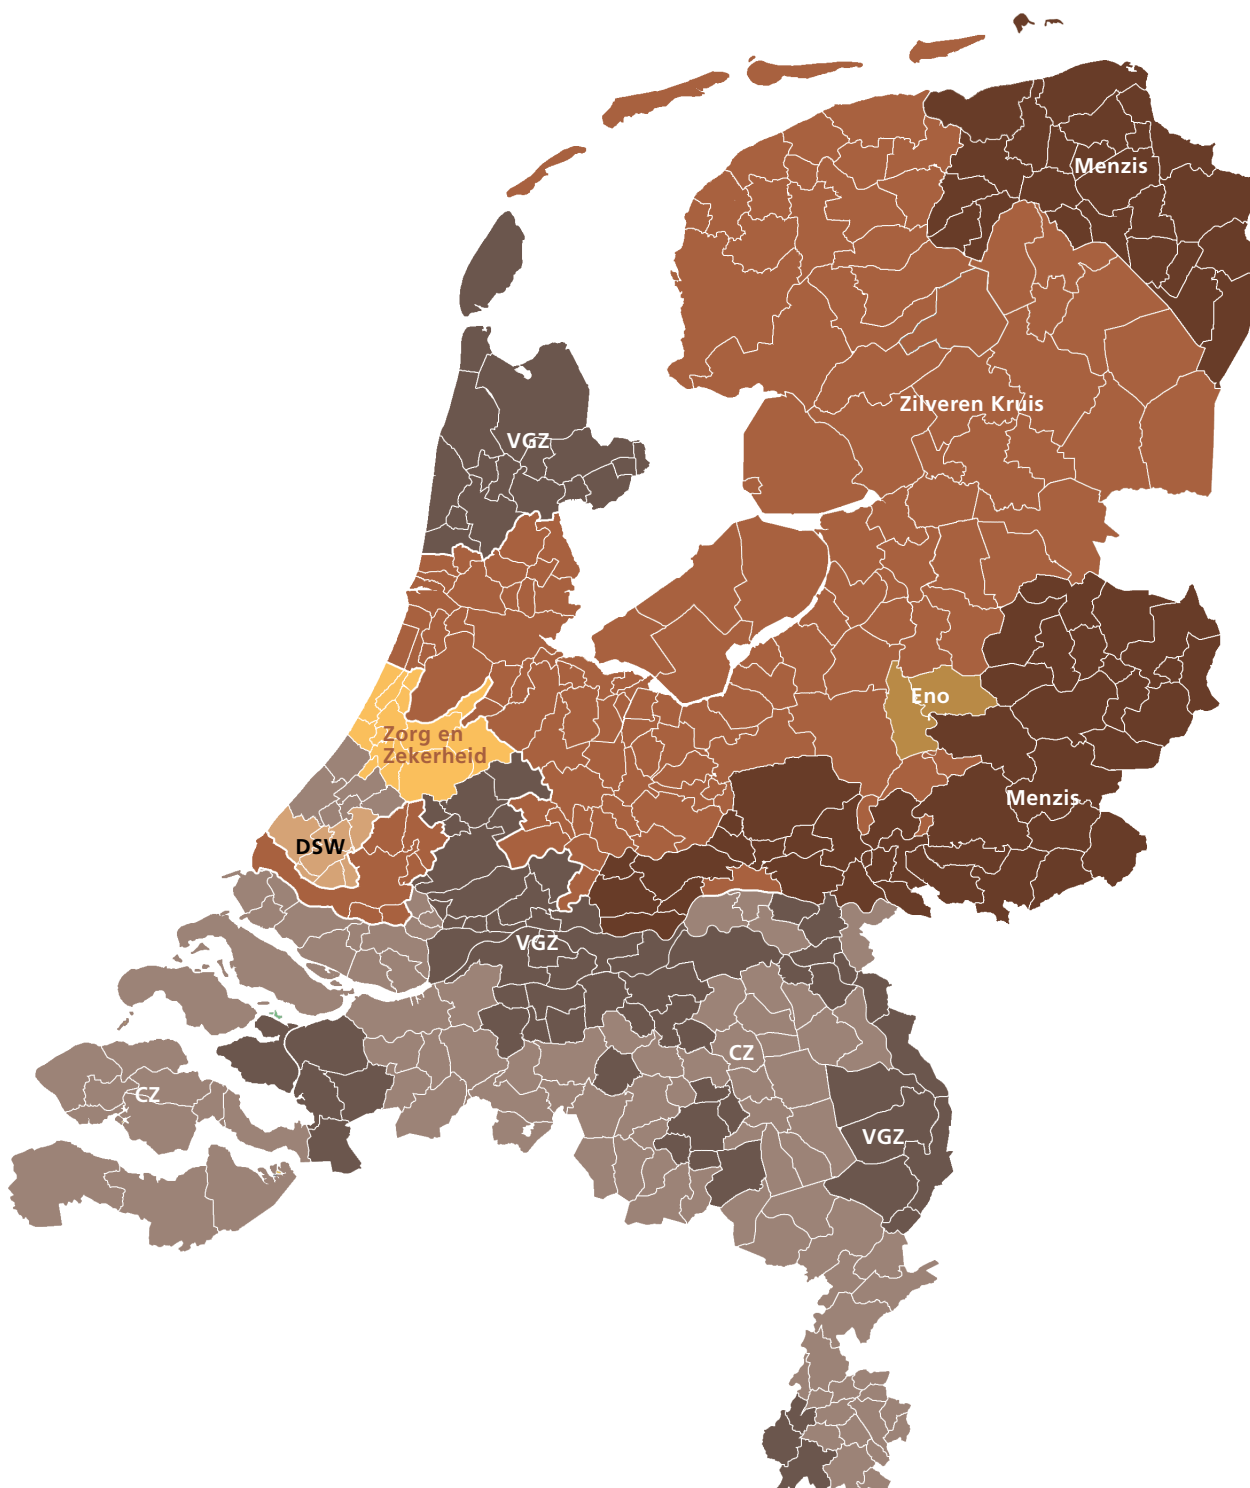 Menzis
Zilveren Kruis
VGZ
Eno
Zorg en
Zekerheid
Menzis
DSW
VGZ
CZ
CZ
VGZ